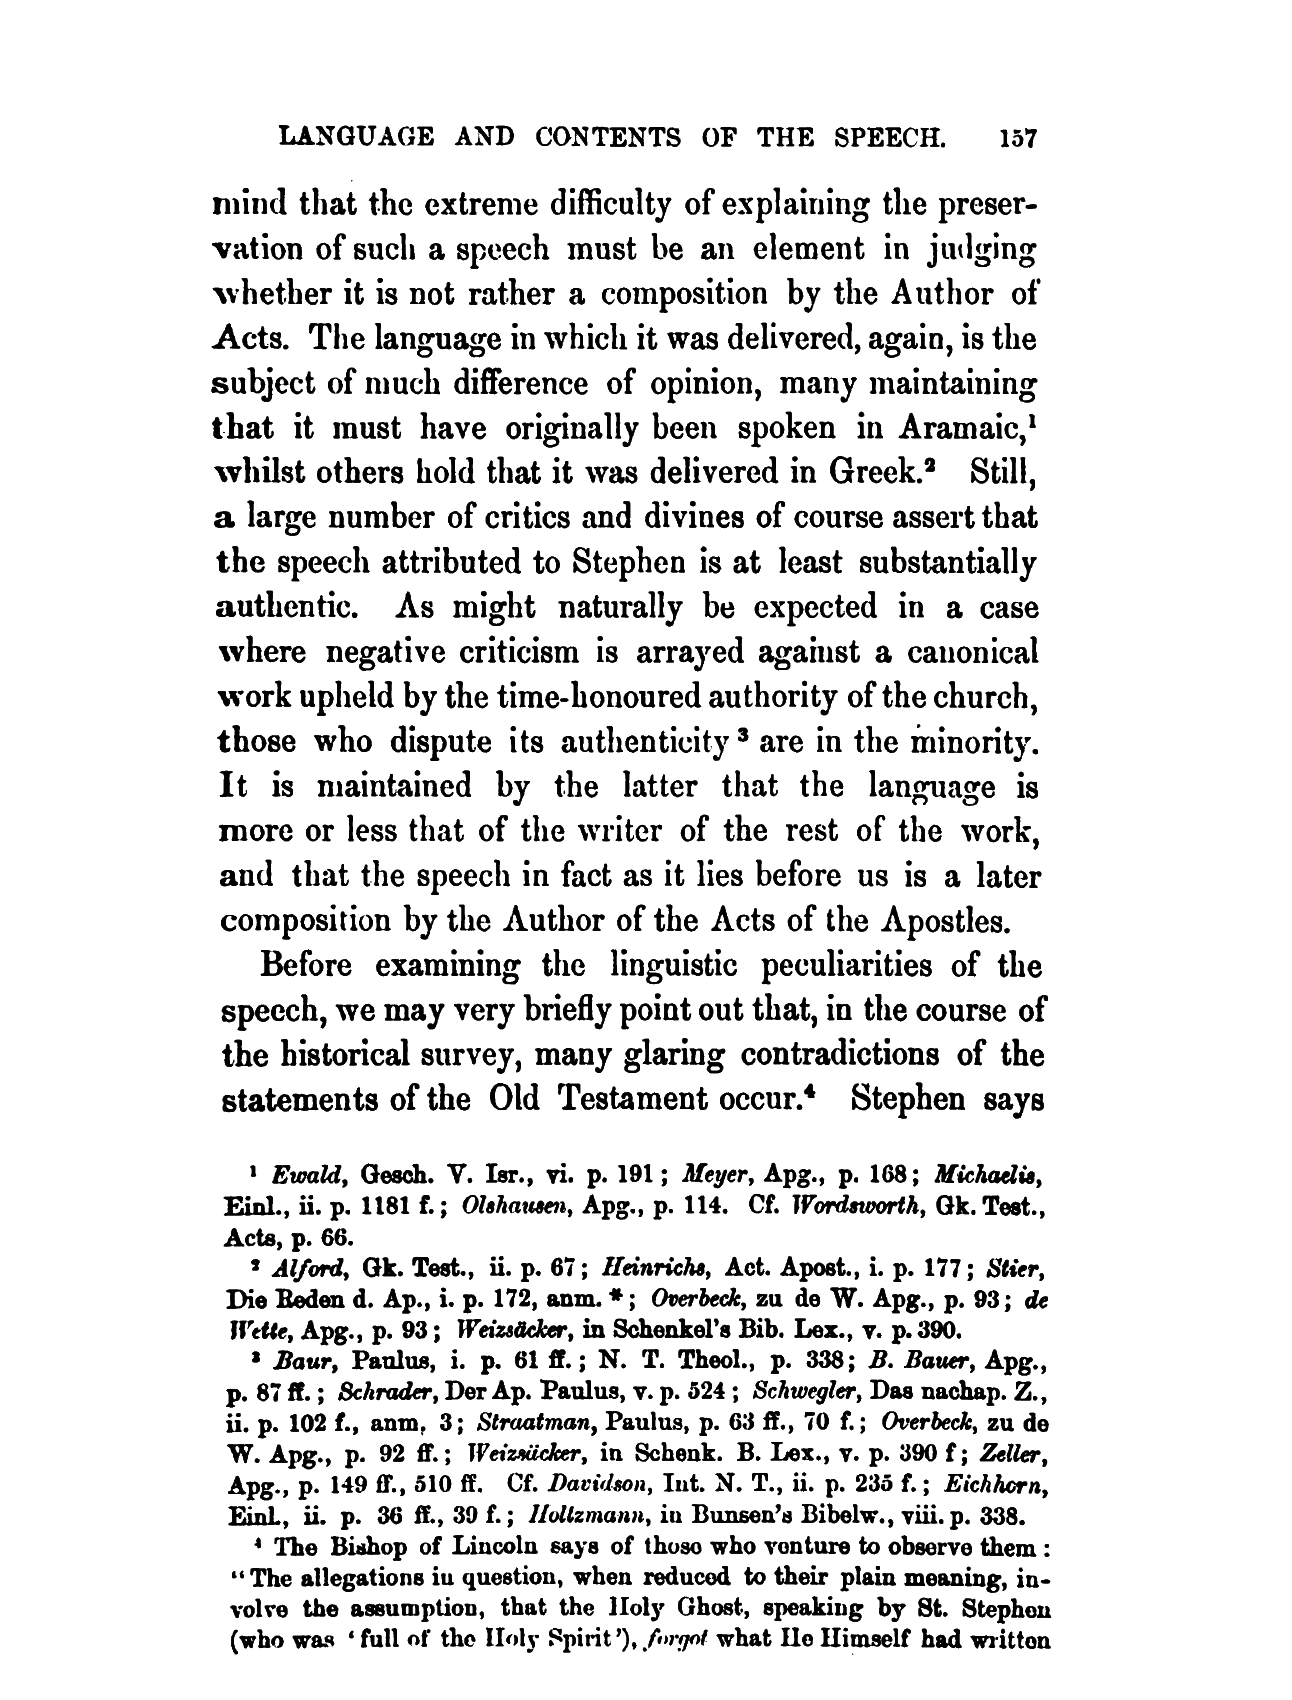 LANGUAGE AND CONTENTS OF THE SPEECH. 157
mind that the extreme difficulty of explaining the preser-
vation of such a speech must be an element in judging
whether it is not rather a composition by the Author of
Acts. The language in which it was delivered, again, is the
subject of much difference of opinion, many maintaining
that it must have originally been spoken in Aramaic,¹
whilst others hold that it was delivered in Greek.² Still,
a large number of critics and divines of course assert that
the speech attributed to Stephen is at least substantially
authentic. As might naturally be expected in a case
where negative criticism is arrayed against a canonical
work upheld by the time-honoured authority of the church,
those who dispute its authenticity ³ are in the minority.
It is maintained by the latter that the language is
more or less that of the writer of the rest of the work,
and that the speech in fact as it lies before us is a later
composition by the Author of the Acts of the Apostles.
Before examining the linguistic peculiarities of the
speech, we may very briefly point out that, in the course of
the historical survey, many glaring contradictions of the
statements of the Old Testament occur.⁴ Stephen says
¹ Ewald, Gesch. V. Isr., vi. p. 191; Meyer, Apg., p. 168; Michaelis,
Einl., ii. p. 1181 f.; Olshausen, Apg., p. 114. Cf. Wordsworth, Gk. Test.,
Acts, p. 66.
² Alford, Gk. Test., ii. p. 67; Heinrichs, Act. Apost., i. p. 177; Stier,
Die Reden d. Ap., i. p. 172, anm. *; Overbeck, zu de W. Apg., p. 93; de
Wette, Apg., p. 93; Weizsäcker, in Schenkel's Bib. Lex., v. p. 390.
³ Baur, Paulus, i. p. 61 ff.; N. T. Theol., p. 338; B. Bauer, Apg.,
p. 87 ff.; Schrader, Der Ap. Paulus, v. p. 524; Schwegler, Das nachap. Z.,
ii. p. 102 f., anm. 3; Straatman, Paulus, p. 63 ff., 70 f.; Overbeck, zu de
W. Apg., p. 92 ff.; Weizsäcker, in Schenk. B. Lex., v. p. 390 f; Zeller,
Apg., p. 149 ff., 510 ff. Cf. Davidson, Int. N. T., ii. p. 235 f.; Eichhorn,
Einl., ii. p. 36 ff., 39 f.; Holtzmann, in Bunsen's Bibelw., viii. p. 338.
⁴ The Bishop of Lincoln says of those who venture to observe them:
"The allegations in question, when reduced to their plain meaning, in-
volve the assumption, that the Holy Ghost, speaking by St. Stephen
(who was 'full of the Holy Spirit'), forgot what He Himself had written